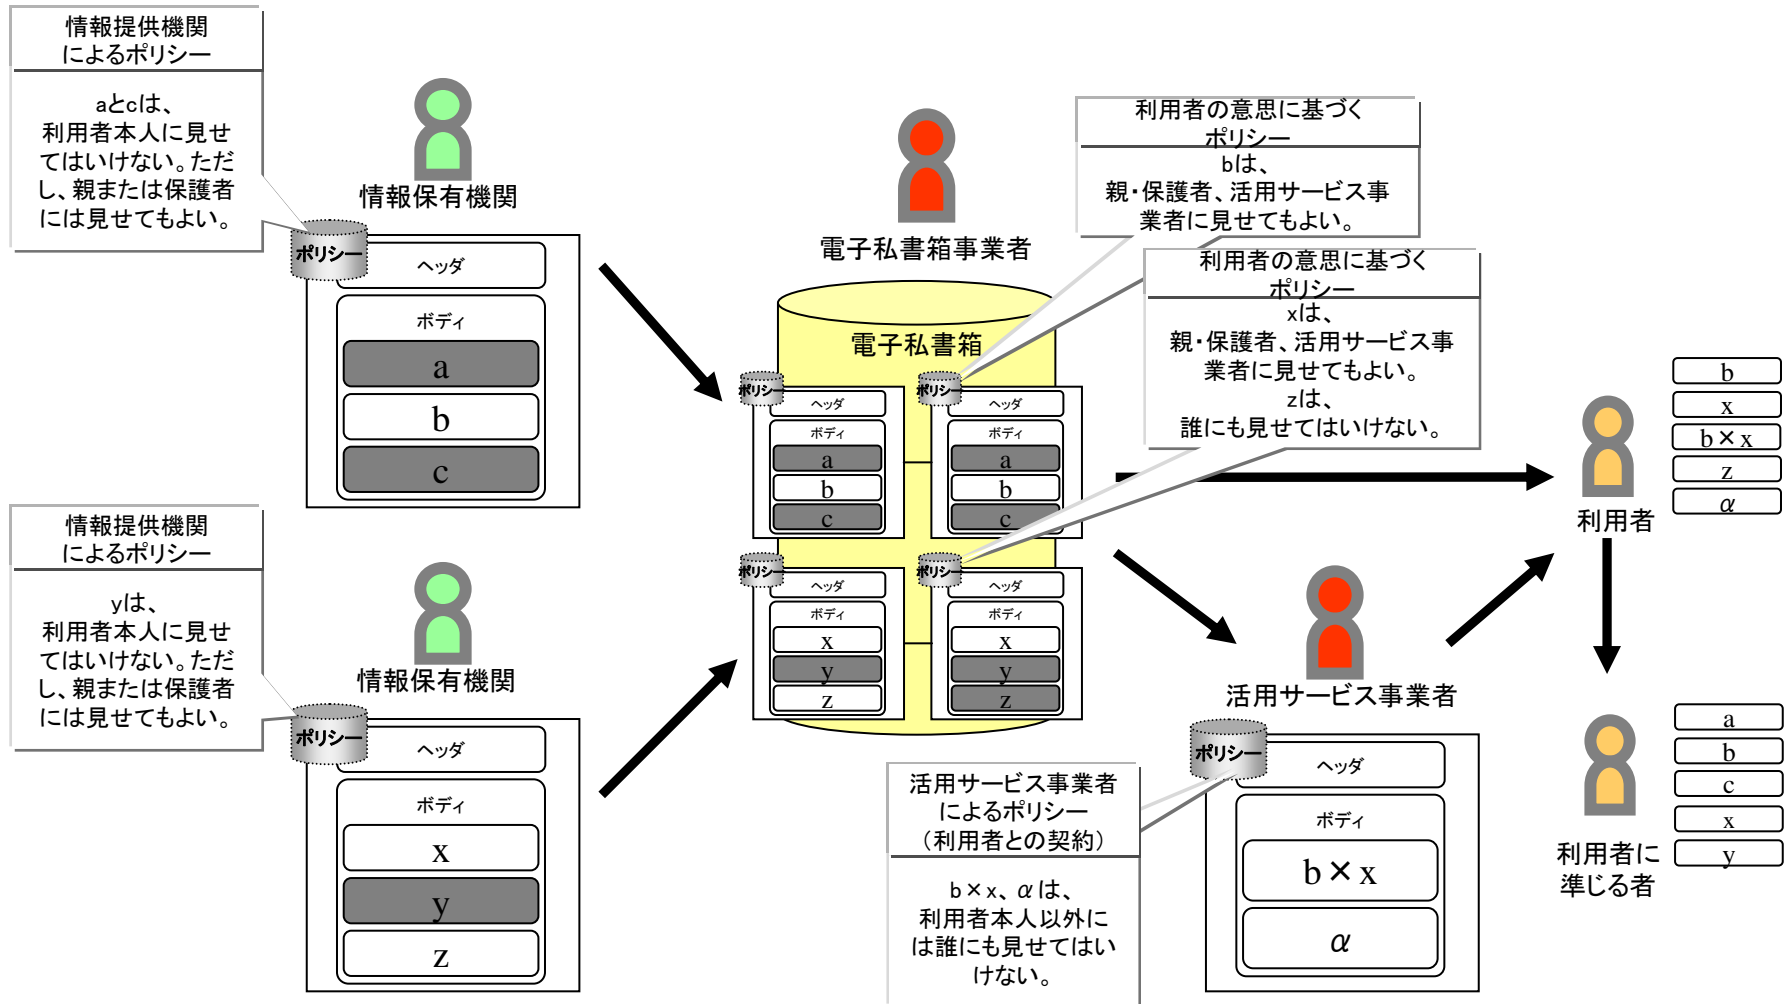 情報提供機関
によるポリシー
aとcは、
利用者本人に見せ
てはいけない。ただ
し、親または保護者
には見せてもよい。
情報保有機関
ポリシー
ヘッダ
ボディ
a
b
c
情報提供機関
によるポリシー
yは、
利用者本人に見せ
てはいけない。ただ
し、親または保護者
には見せてもよい。
情報保有機関
ポリシー
ヘッダ
ボディ
x
y
z
電子私書箱事業者
電子私書箱
ポリシー
ヘッダ
ボディ
a
b
c
ポリシー
ヘッダ
ボディ
a
b
c
ポリシー
ヘッダ
ボディ
x
y
z
ポリシー
ヘッダ
ボディ
x
y
z
利用者の意思に基づく
ポリシー
bは、
親・保護者、活用サービス事
業者に見せてもよい。
利用者の意思に基づく
ポリシー
xは、
親・保護者、活用サービス事
業者に見せてもよい。
zは、
誰にも見せてはいけない。
活用サービス事業者
ポリシー
ヘッダ
ボディ
b×x
α
活用サービス事業者
によるポリシー
（利用者との契約）
b×x、αは、
利用者本人以外に
は誰にも見せてはい
けない。
利用者
b
x
b×x
z
α
利用者に
準じる者
a
b
c
x
y